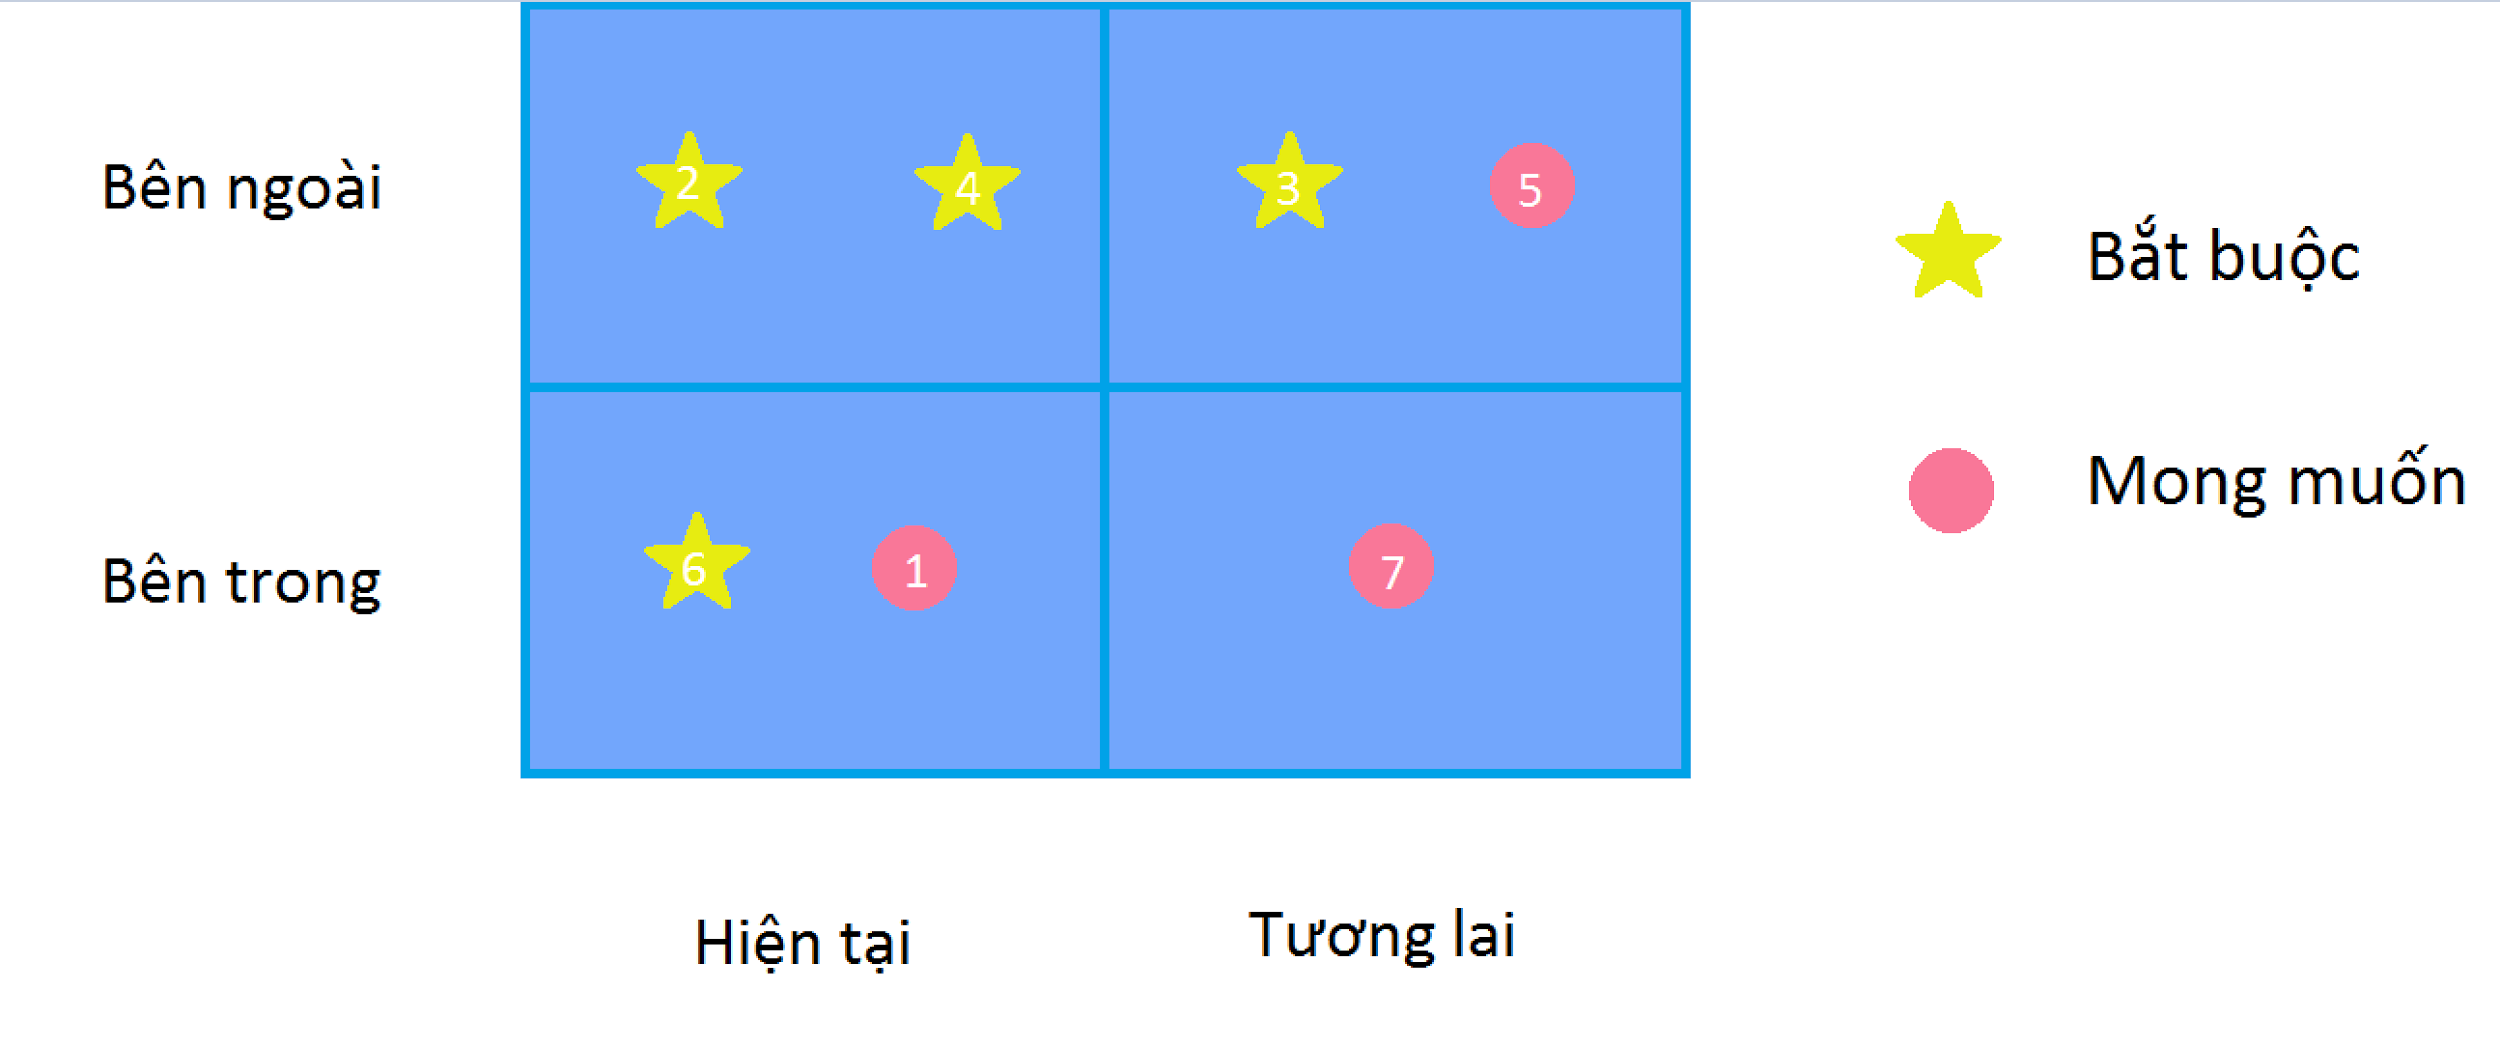 Bên ngoài
2
4
3
5
Bắt buộc
Mong muốn
Bên trong
6
1
7
Hiện tại
Tương lai